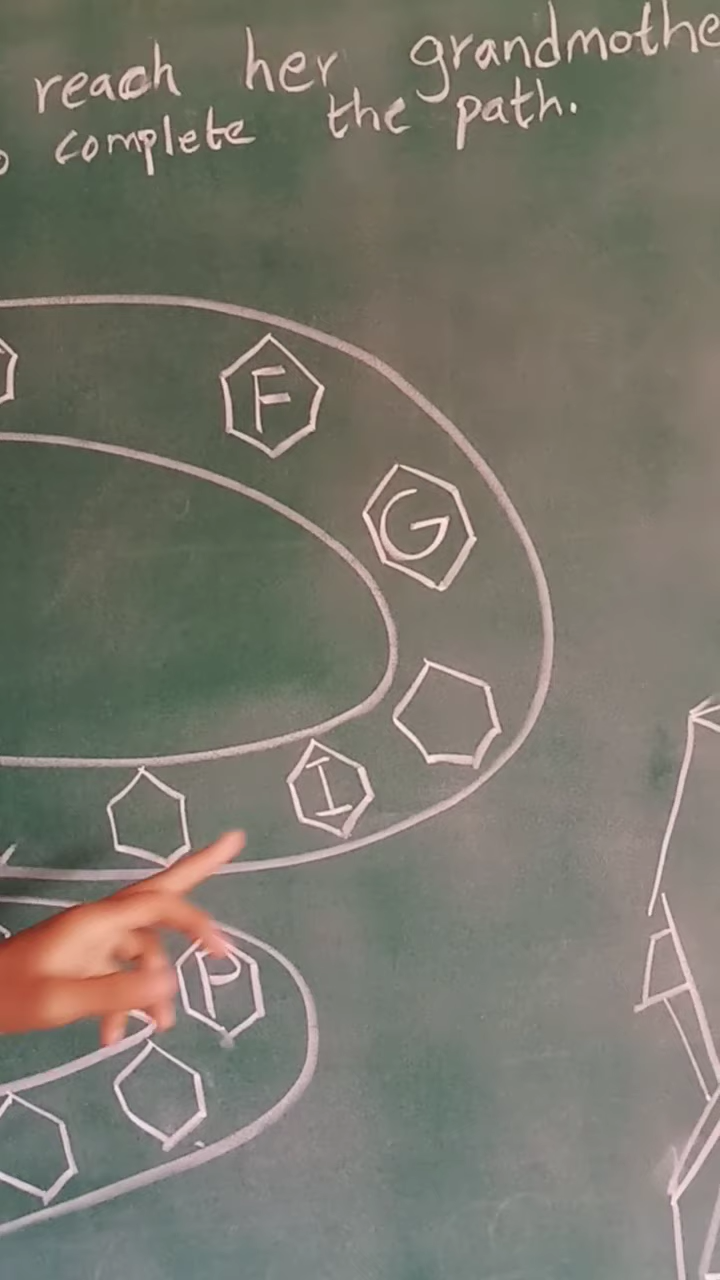 reach her grandmothe
complete the path.
F
G
I
P